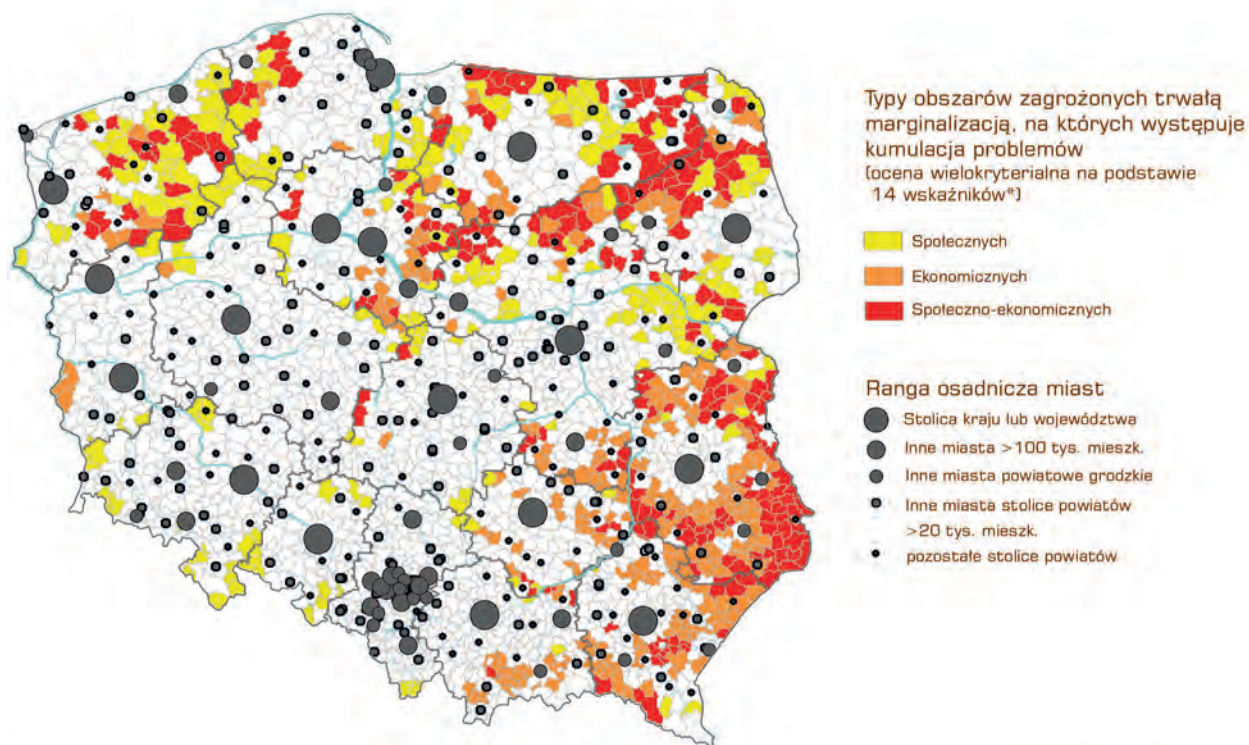 Typy obszarów zagrożonych trwałą
marginalizacją, na których występuje
kumulacja problemów
(ocena wielokryterialna na podstawie
14 wskaźników*)
Społecznych
Ekonomicznych
Społeczno-ekonomicznych
Ranga osadnicza miast
Stolica kraju lub województwa
Inne miasta >100 tys. mieszk.
Inne miasta powiatowe grodzkie
Inne miasta stolice powiatów
>20 tys. mieszk.
pozostałe stolice powiatów